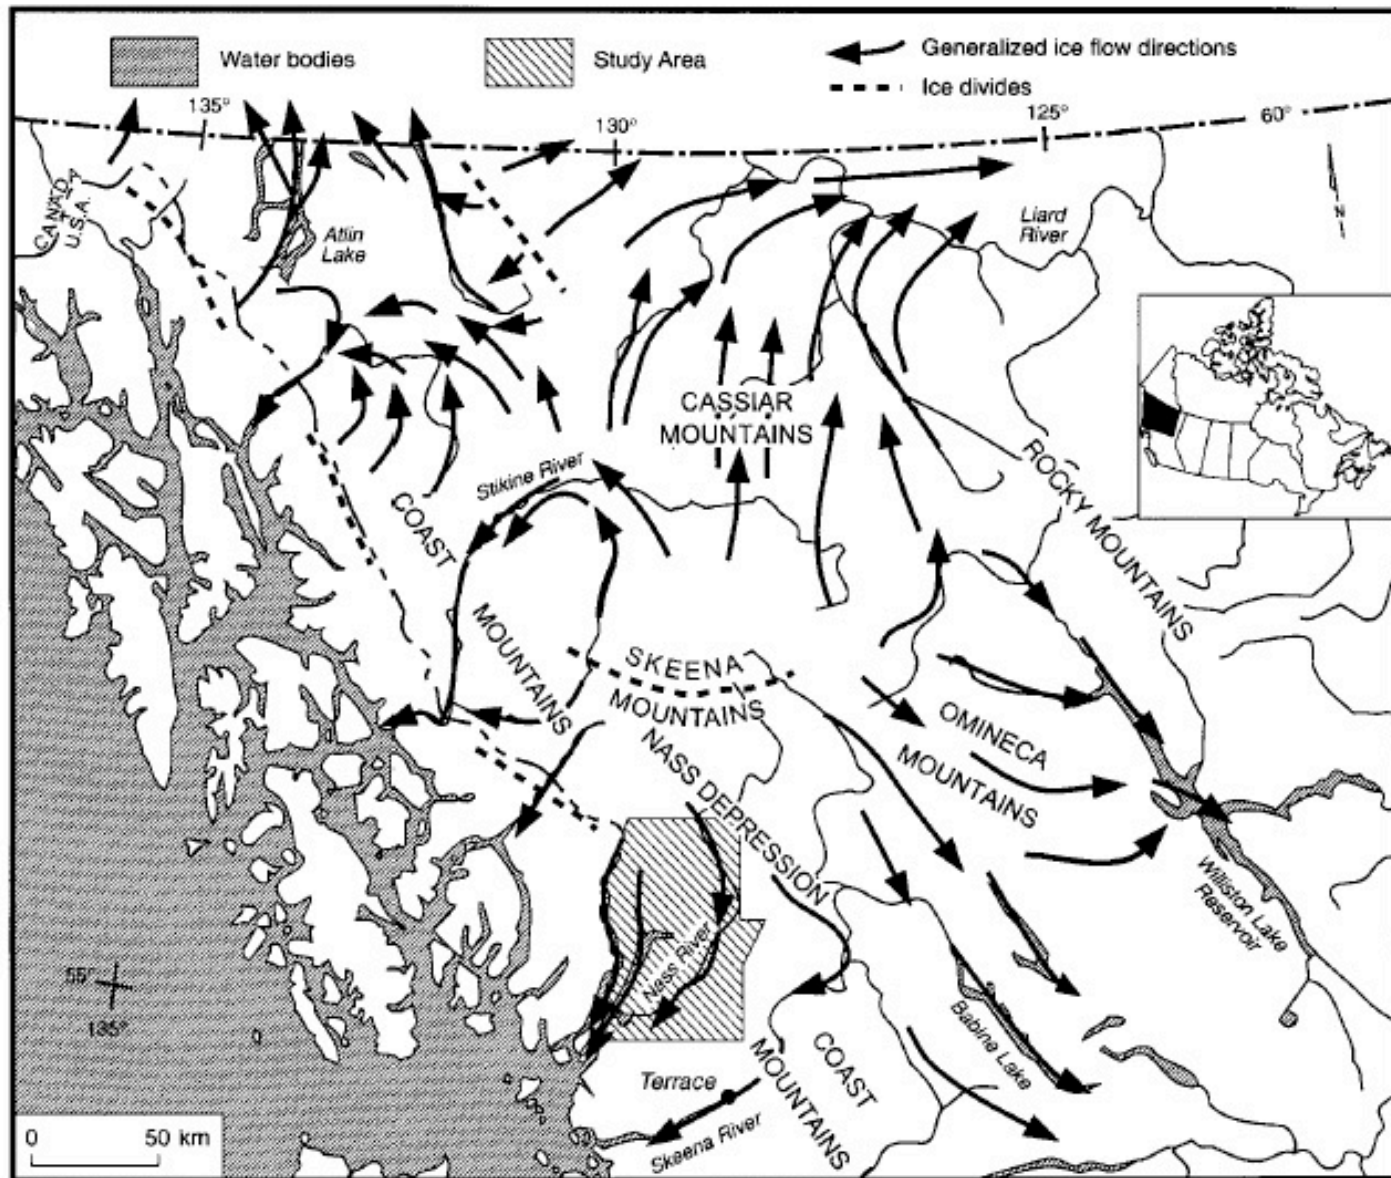 Water bodies
Study Area
Generalized ice flow directions
Ice divides
135°
130°
125°
60°
CANADA
U.S.A.
Atlin
Lake
Liard
River
N
CASSIAR
MOUNTAINS
Stikine River
ROCKY MOUNTAINS
COAST
MOUNTAINS
SKEENA
MOUNTAINS
OMINECA
MOUNTAINS
NASS DEPRESSION
Williston Lake
Reservoir
Nass River
55°
135°
Babine Lake
COAST
MOUNTAINS
Terrace
Skeena River
0 50 km